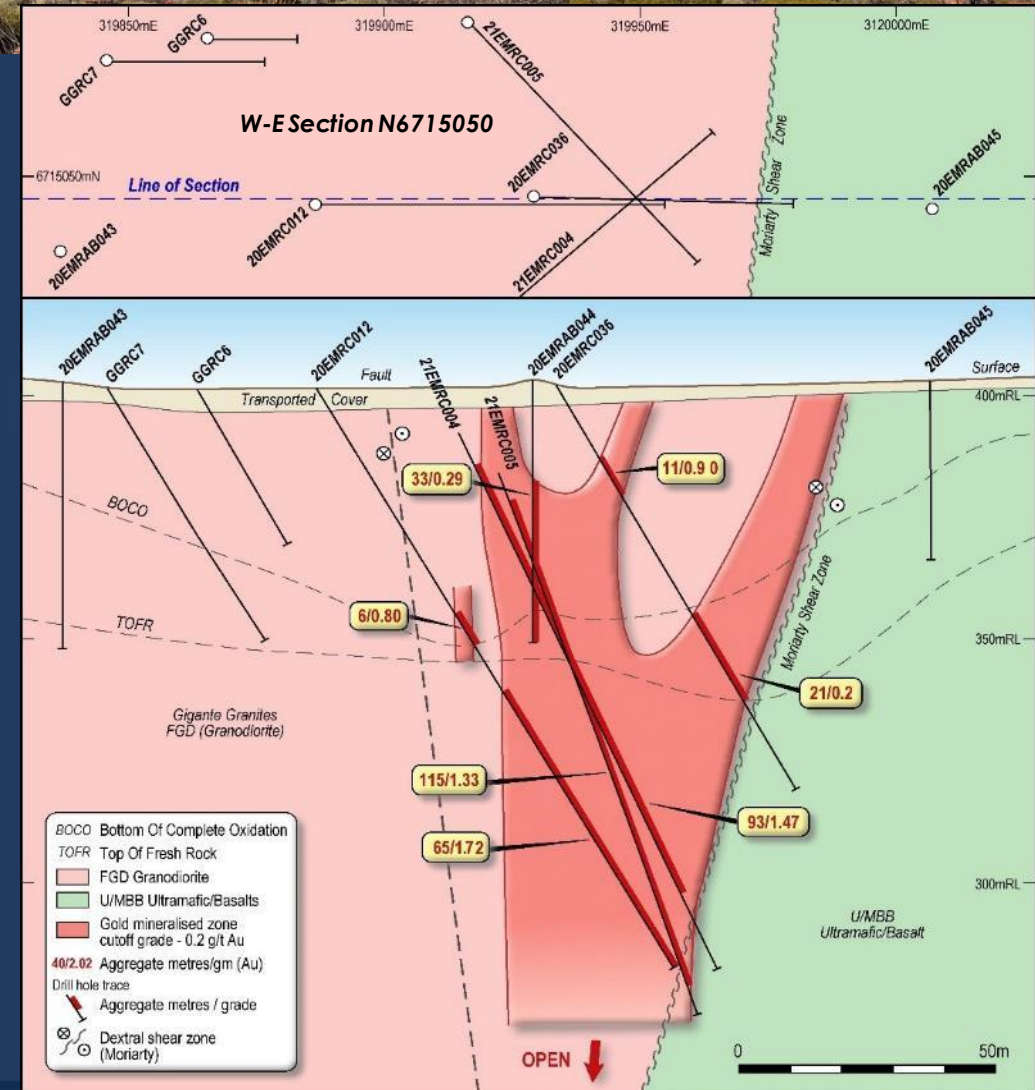 319850mE
319900mE
319950mE
3120000mE
GGRC6
GGRC7
21EMRC005
W-E Section N6715050
6715050mN
Line of Section
20EMRC036
20EMRAB045
Moriarty Shear Zone
20EMRAB043
20EMRC012
21EMRC004
20EMRAB043
GGRC7
GGRC6
20EMRC012
Fault
21EMRC004
21EMRC005
20EMRAB044
20EMRC036
20EMRAB045
Surface
Transported Cover
400mRL
33/0.29
11/0.9 0
BOCO
TOFR
6/0.80
Moriarty Shear Zone
350mRL
21/0.2
Gigante Granites
FGD (Granodiorite)
115/1.33
93/1.47
65/1.72
300mRL
U/MBB
Ultramafic/Basalt
BOCO Bottom Of Complete Oxidation
TOFR Top Of Fresh Rock
FGD Granodiorite
U/MBB Ultramafic/Basalts
Gold mineralised zone
cutoff grade - 0.2 g/t Au
40/2.02 Aggregate metres/gm (Au)
Drill hole trace
Aggregate metres / grade
Dextral shear zone
(Moriarty)
OPEN
0
50m